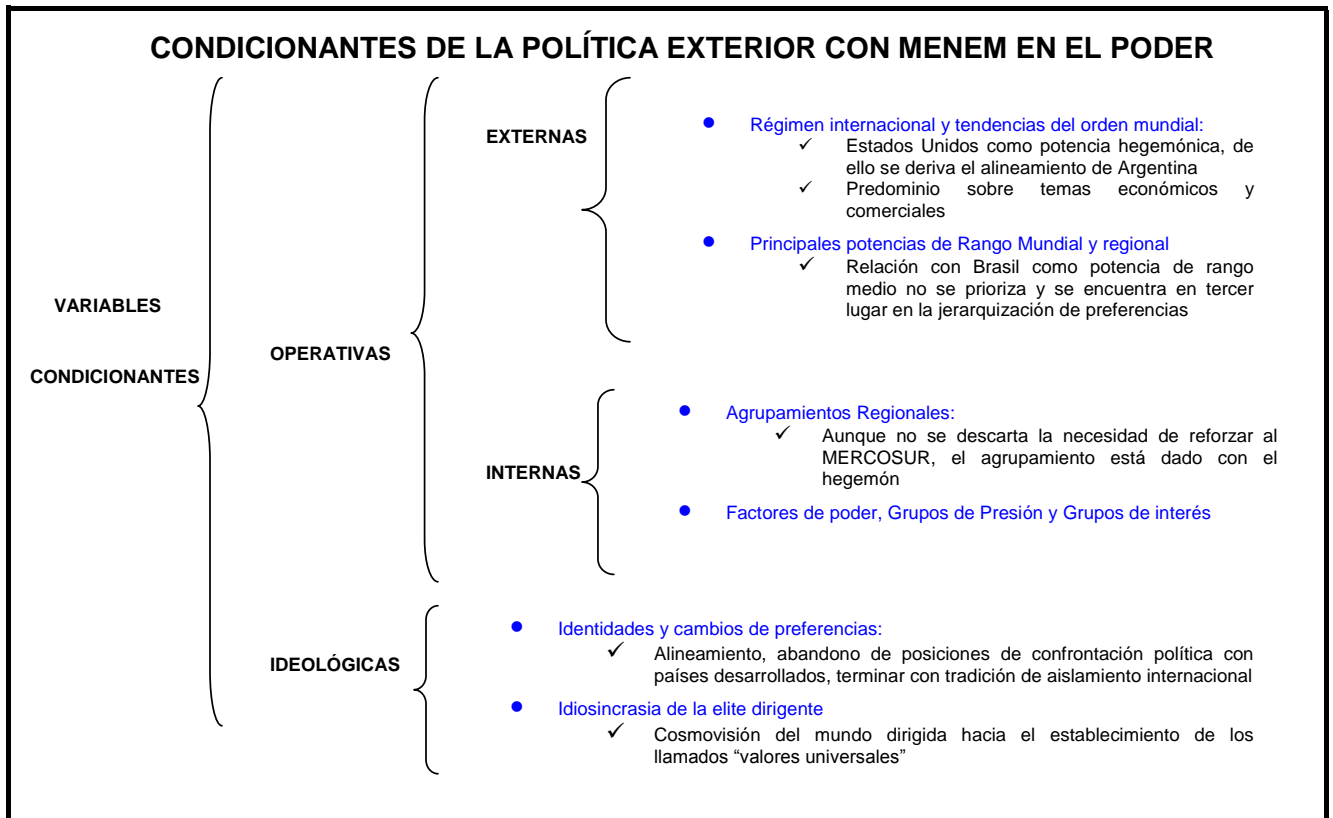 CONDICIONANTES DE LA POLÍTICA EXTERIOR CON MENEM EN EL PODER
VARIABLES
CONDICIONANTES
OPERATIVAS
EXTERNAS
● Régimen internacional y tendencias del orden mundial:
✓ Estados Unidos como potencia hegemónica, de
ello se deriva el alineamiento de Argentina
✓ Predominio sobre temas económicos y
comerciales
● Principales potencias de Rango Mundial y regional
✓ Relación con Brasil como potencia de rango
medio no se prioriza y se encuentra en tercer
lugar en la jerarquización de preferencias
INTERNAS
● Agrupamientos Regionales:
✓ Aunque no se descarta la necesidad de reforzar al
MERCOSUR, el agrupamiento está dado con el
hegemón
● Factores de poder, Grupos de Presión y Grupos de interés
IDEOLÓGICAS
● Identidades y cambios de preferencias:
✓ Alineamiento, abandono de posiciones de confrontación política con
países desarrollados, terminar con tradición de aislamiento internacional
● Idiosincrasia de la elite dirigente
✓ Cosmovisión del mundo dirigida hacia el establecimiento de los
llamados “valores universales”